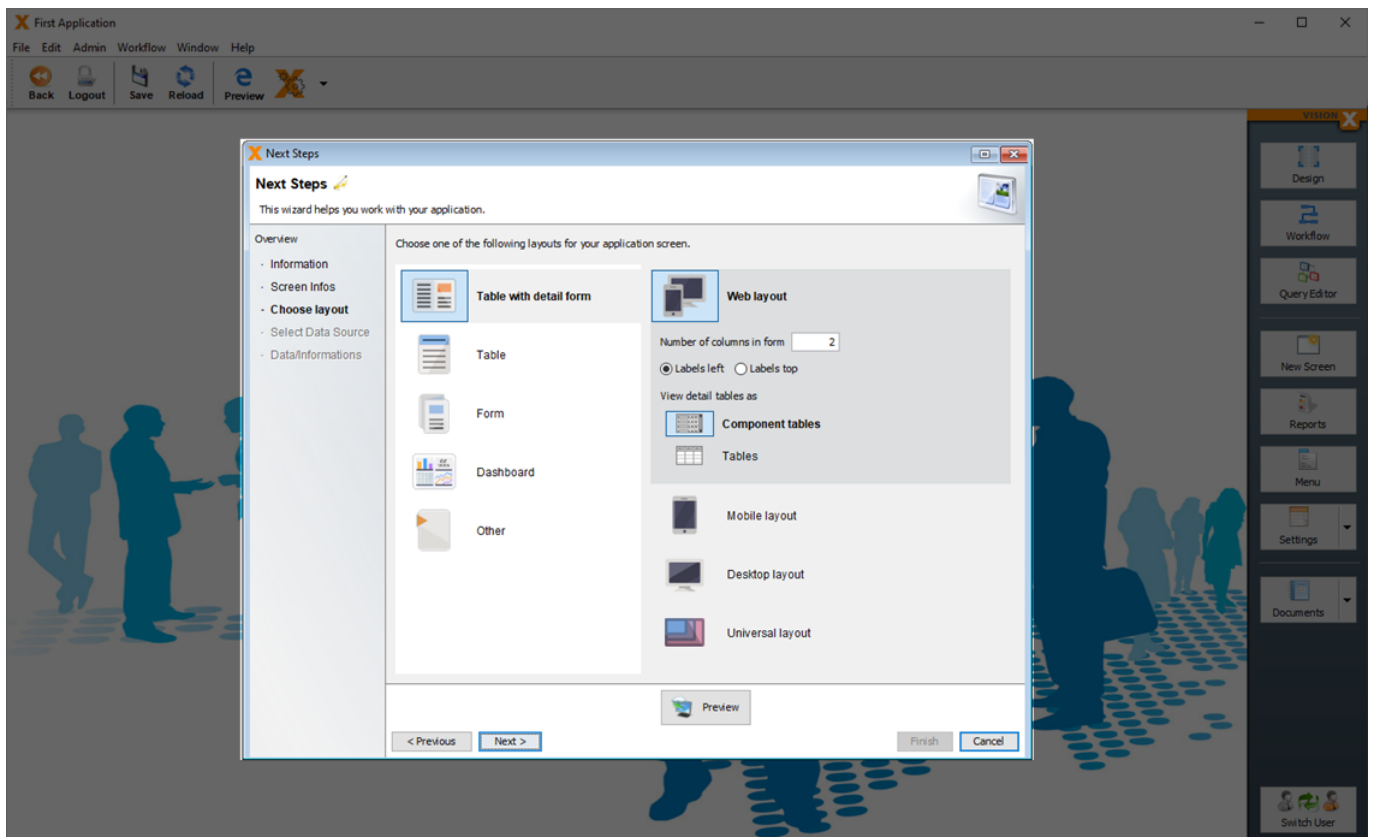 First Application
File Edit Admin Workflow Window Help
Back Logout Save Reload Preview
VISION X
Design
Workflow
Query Editor
New Screen
Reports
Menu
Settings
Documents
Switch User
Next Steps
Next Steps
This wizard helps you work with your application.
Overview
· Information
· Screen Infos
· Choose layout
· Select Data Source
· Data/Informations
Choose one of the following layouts for your application screen.
Table with detail form
Table
Form
Dashboard
Other
Web layout
Number of columns in form 2
Labels left Labels top
View detail tables as
Component tables
Tables
Mobile layout
Desktop layout
Universal layout
Preview
< Previous Next > Finish Cancel